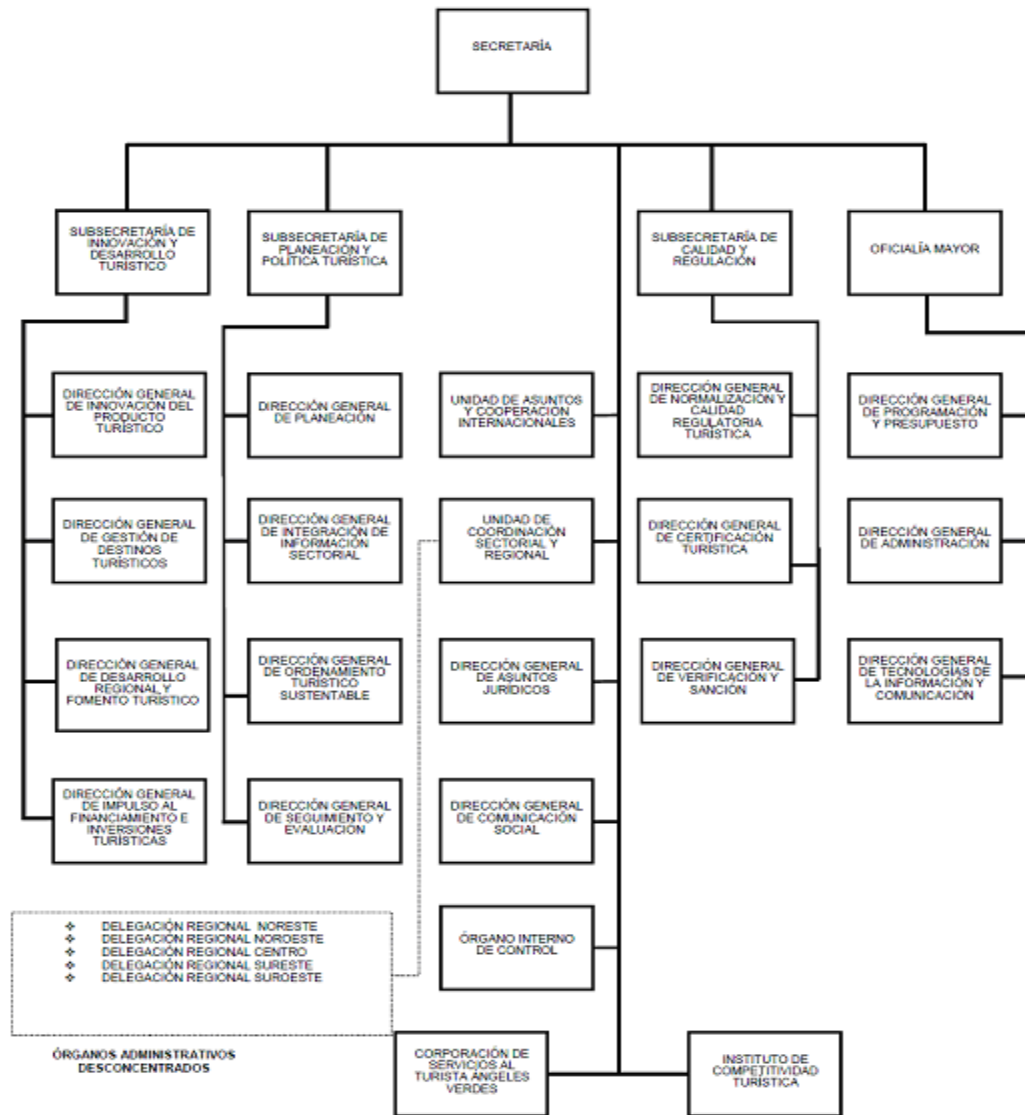 SECRETARÍA
SUBSECRETARÍA DE
INNOVACIÓN Y
DESARROLLO
TURÍSTICO
SUBSECRETARÍA DE
PLANEACIÓN Y
POLÍTICA TURÍSTICA
SUBSECRETARÍA DE
CALIDAD Y
REGULACIÓN
OFICIALÍA MAYOR
DIRECCIÓN GENERAL
DE INNOVACIÓN DEL
PRODUCTO
TURÍSTICO
DIRECCIÓN GENERAL
DE PLANEACIÓN
UNIDAD DE ASUNTOS
Y COOPERACION
INTERNACIONALES
DIRECCIÓN GENERAL
DE NORMALIZACIÓN Y
CALIDAD
REGULATORIA
TURÍSTICA
DIRECCIÓN GENERAL
DE PROGRAMACIÓN
Y PRESUPUESTO
DIRECCIÓN GENERAL
DE GESTIÓN DE
DESTINOS
TURÍSTICOS
DIRECCIÓN GENERAL
DE INTEGRACIÓN DE
INFORMACIÓN
SECTORIAL
UNIDAD DE
COORDINACIÓN
SECTORIAL Y
REGIONAL
DIRECCIÓN GENERAL
DE CERTIFICACIÓN
TURÍSTICA
DIRECCIÓN GENERAL
DE ADMINISTRACIÓN
DIRECCIÓN GENERAL
DE DESARROLLO
REGIONAL Y
FOMENTO TURÍSTICO
DIRECCIÓN GENERAL
DE ORDENAMIENTO
TURÍSTICO
SUSTENTABLE
DIRECCIÓN GENERAL
DE ASUNTOS
JURÍDICOS
DIRECCIÓN GENERAL
DE VERIFICACIÓN Y
SANCIÓN
DIRECCIÓN GENERAL
DE TECNOLOGÍAS DE
LA INFORMACIÓN Y
COMUNICACIÓN
DIRECCIÓN GENERAL
DE IMPULSO AL
FINANCIAMIENTO E
INVERSIONES
TURÍSTICAS
DIRECCIÓN GENERAL
DE SEGUIMIENTO Y
EVALUACIÓN
DIRECCIÓN GENERAL
DE COMUNICACIÓN
SOCIAL
❖ DELEGACIÓN REGIONAL NORESTE
❖ DELEGACIÓN REGIONAL NOROESTE
❖ DELEGACIÓN REGIONAL CENTRO
❖ DELEGACIÓN REGIONAL SURESTE
❖ DELEGACIÓN REGIONAL SUROESTE
ÓRGANO INTERNO
DE CONTROL
ÓRGANOS ADMINISTRATIVOS
DESCONCENTRADOS
CORPORACIÓN DE
SERVICIOS AL
TURISTA ÁNGELES
VERDES
INSTITUTO DE
COMPETITIVIDAD
TURÍSTICA